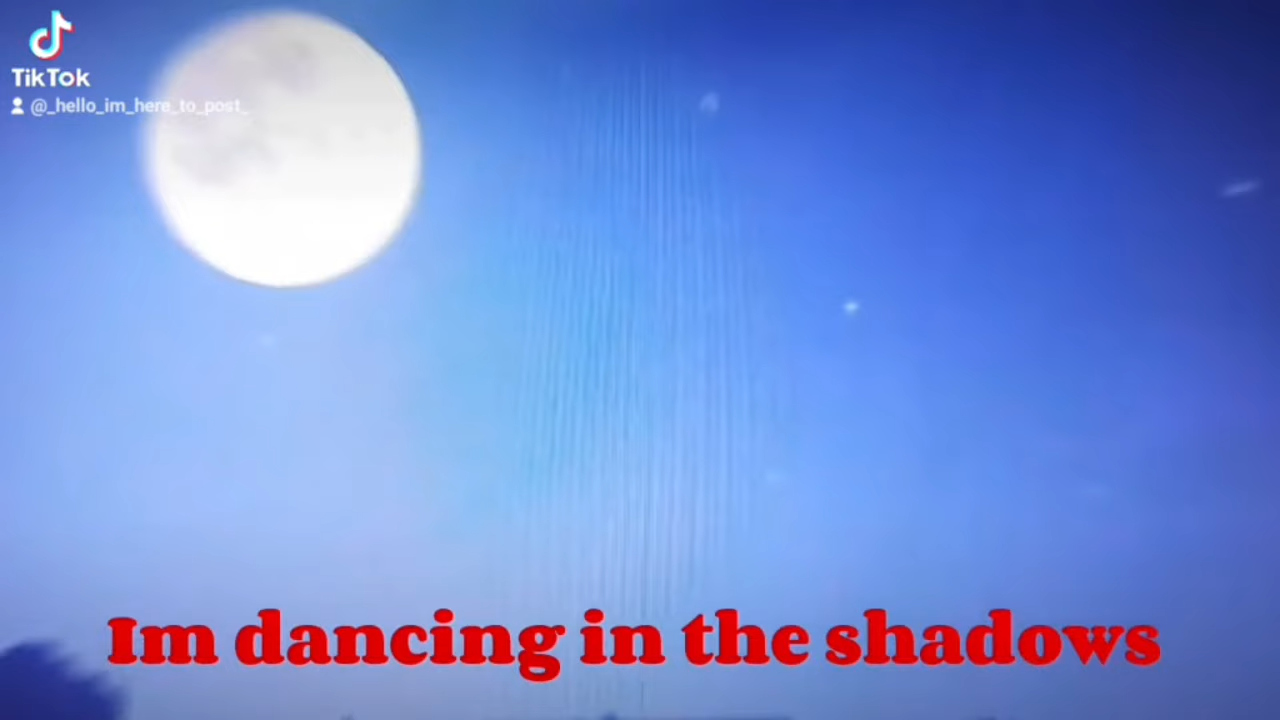 TikTok
@_hello_im_here_to_post_
Im dancing in the shadows